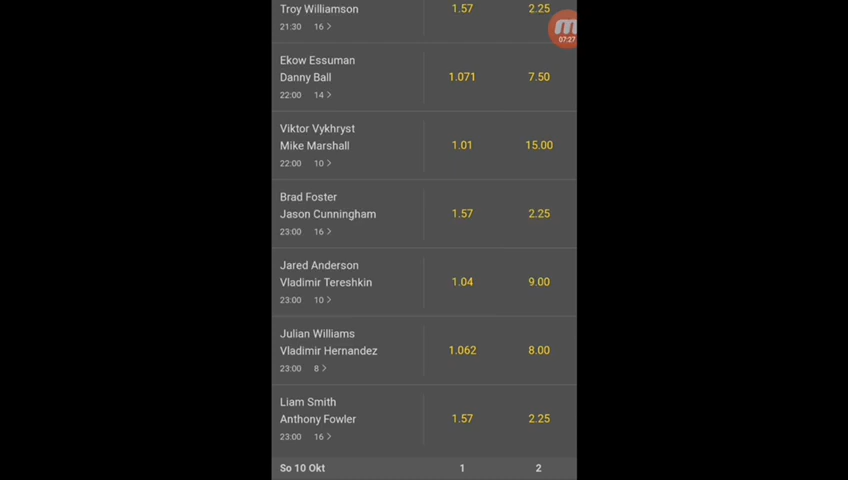 Troy Williamson 1.57 2.25
21:30 16 >
07:27
Ekow Essuman
Danny Ball 1.071 7.50
22:00 14 >
Viktor Vykhryst
Mike Marshall 1.01 15.00
22:00 10 >
Brad Foster
Jason Cunningham 1.57 2.25
23:00 16 >
Jared Anderson
Vladimir Tereshkin 1.04 9.00
23:00 10 >
Julian Williams
Vladimir Hernandez 1.062 8.00
23:00 8 >
Liam Smith
Anthony Fowler 1.57 2.25
23:00 16 >
So 10 Okt 1 2